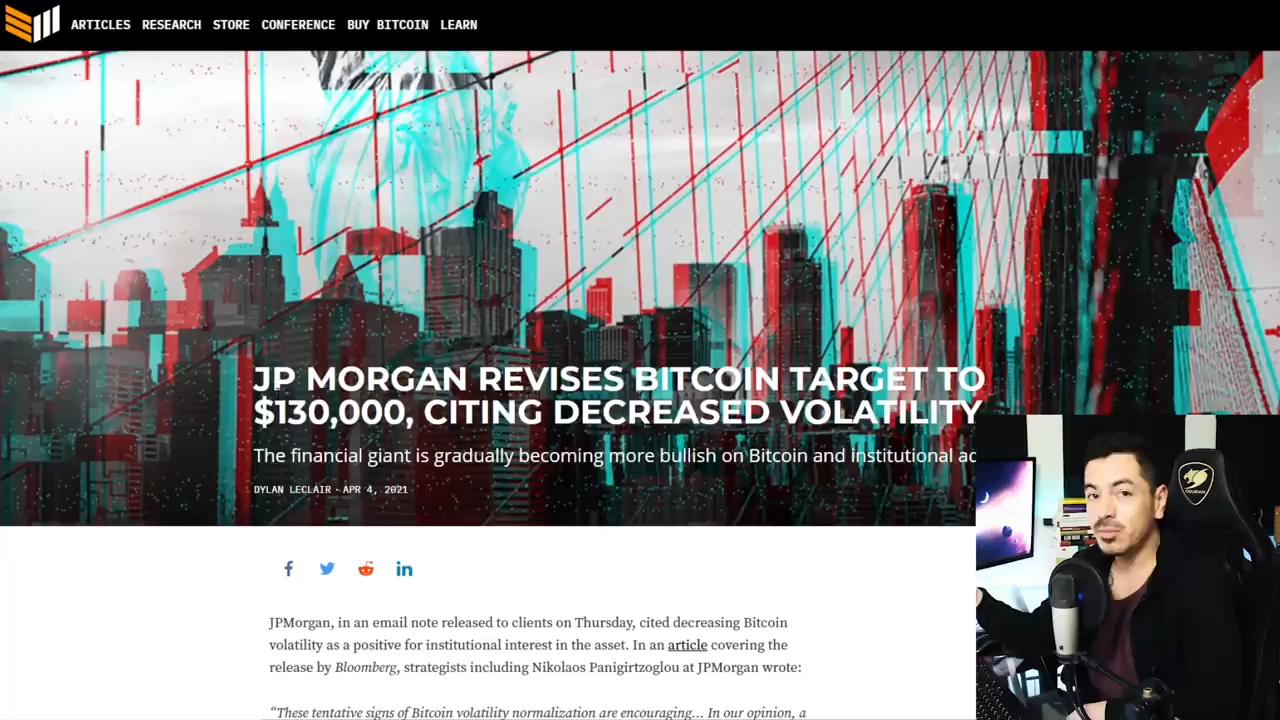 ARTICLES RESEARCH STORE CONFERENCE BUY BITCOIN LEARN
JP MORGAN REVISES BITCOIN TARGET TO
$130,000, CITING DECREASED VOLATILITY
The financial giant is gradually becoming more bullish on Bitcoin and institutional ad
DYLAN LECLAIR · APR 4, 2021
JPMorgan, in an email note released to clients on Thursday, cited decreasing Bitcoin
volatility as a positive for institutional interest in the asset. In an article covering the
release by Bloomberg, strategists including Nikolaos Panigirtzoglou at JPMorgan wrote:
“These tentative signs of Bitcoin volatility normalization are encouraging… In our opinion, a
COUGAR